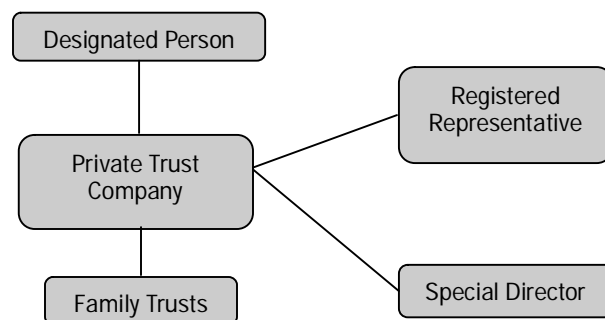 Designated Person
Registered
Representative
Private Trust
Company
Special Director
Family Trusts